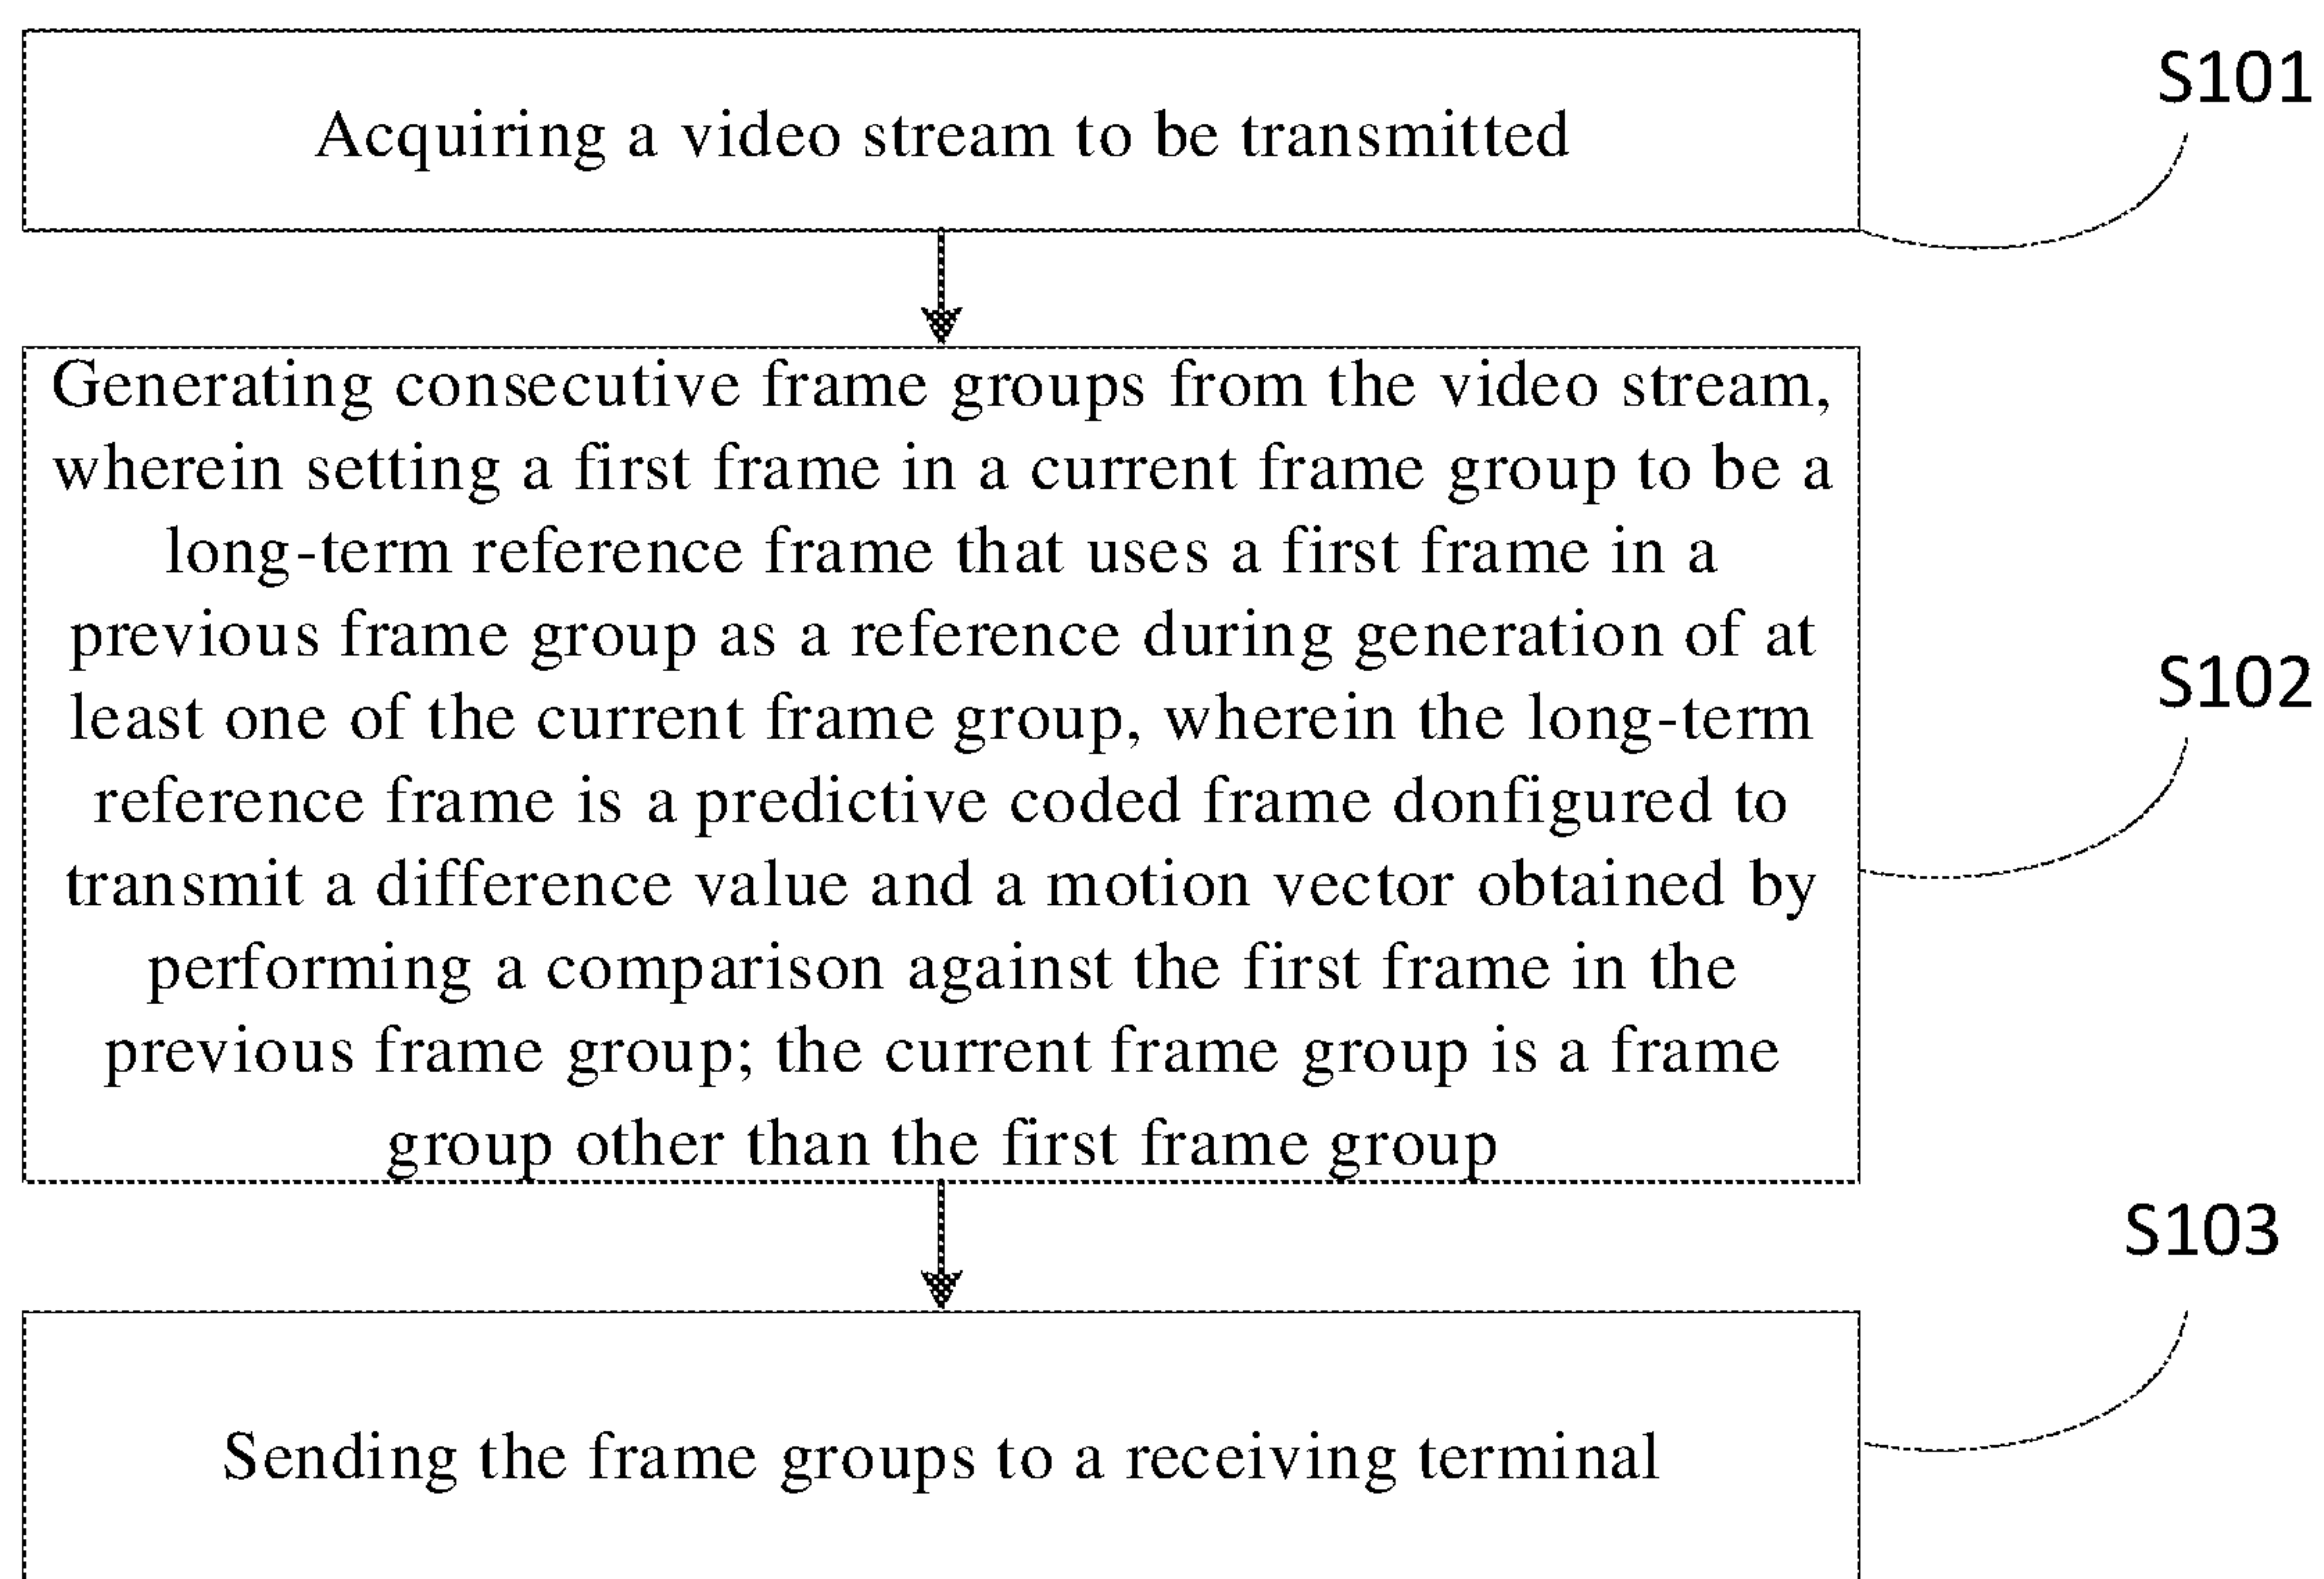 Acquiring a video stream to be transmitted
S101
Generating consecutive frame groups from the video stream,
wherein setting a first frame in a current frame group to be a
long-term reference frame that uses a first frame in a
previous frame group as a reference during generation of at
least one of the current frame group, wherein the long-term
reference frame is a predictive coded frame donfigured to
transmit a difference value and a motion vector obtained by
performing a comparison against the first frame in the
previous frame group; the current frame group is a frame
group other than the first frame group
S102
Sending the frame groups to a receiving terminal
S103